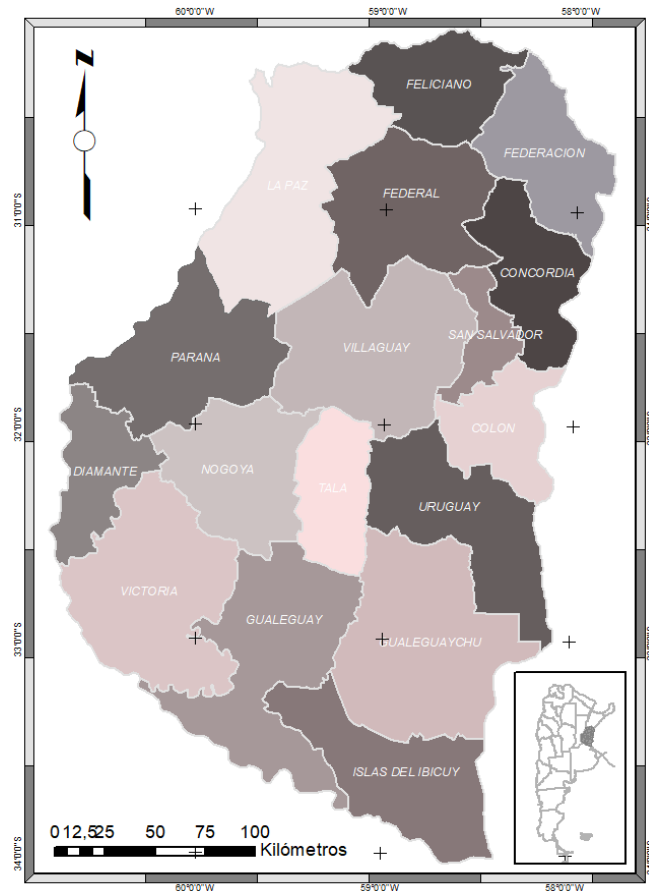 60°0'0"W 59°0'0"W 58°0'0"W
N
FELICIANO
FEDERACION
LA PAZ
FEDERAL
31°0'0"S
CONCORDIA
SAN SALVADOR
VILLAGUAY
PARANA
32°0'0"S
COLON
DIAMANTE
NOGOYA
TALA
URUGUAY
VICTORIA
GUALEGUAY
33°0'0"S
GUALEGUAYCHU
ISLAS DEL IBICUY
0 12,5 25 50 75 100
Kilómetros
34°0'0"S
60°0'0"W 59°0'0"W 58°0'0"W